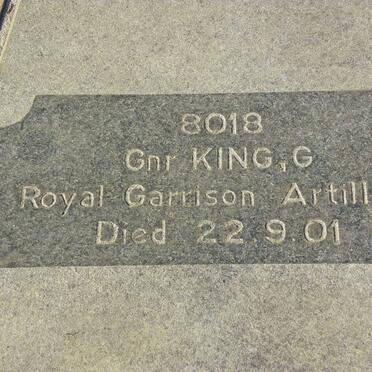 8018
Gnr KING,G
Royal Garrison Artill
Died 22.9.01